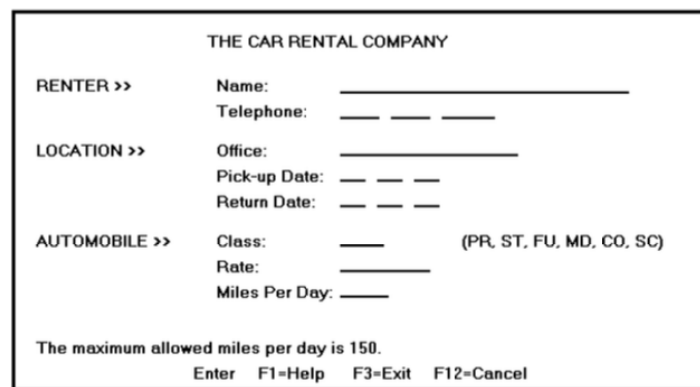 THE CAR RENTAL COMPANY
RENTER >> Name:
Telephone:
LOCATION >> Office:
Pick-up Date:
Return Date:
AUTOMOBILE >> Class: (PR, ST, FU, MD, CO, SC)
Rate:
Miles Per Day:
The maximum allowed miles per day is 150.
Enter F1=Help F3=Exit F12=Cancel